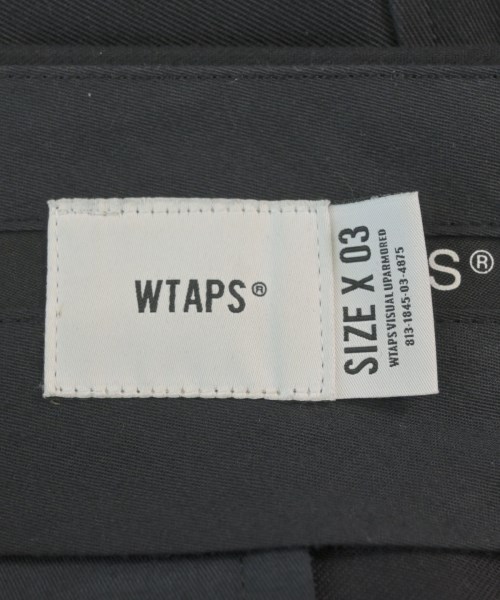 WTAPS®
SIZE X 03
WTAPS VISUAL UPARMORED
813-1845-03-4875
S®